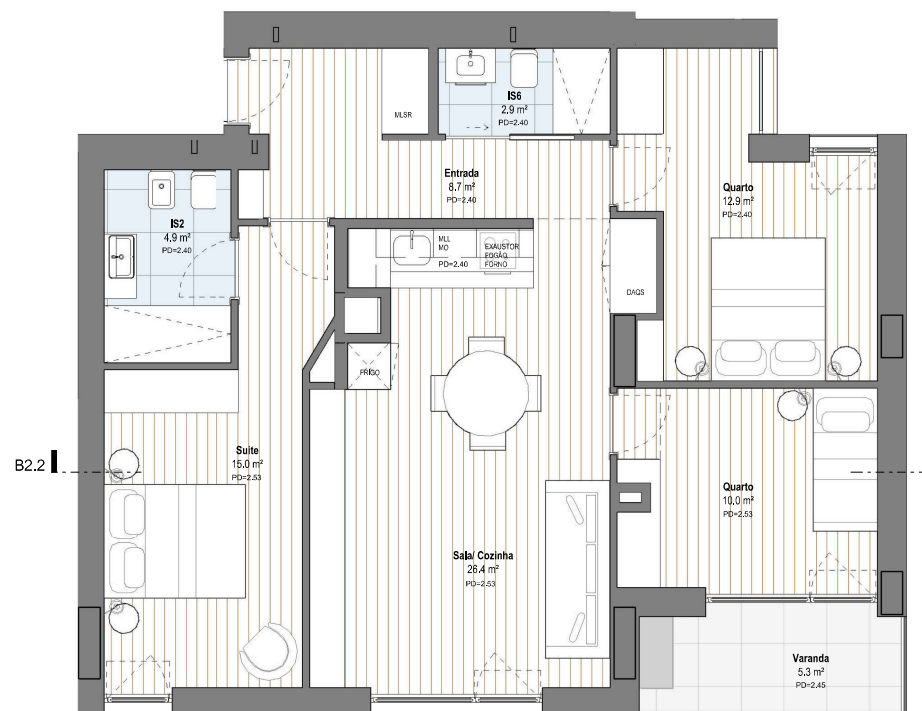 MLSR
IS6
2.9 m²
PD=2.40
Entrada
8.7 m²
PD=2.40
Quarto
12.9 m²
PD=2.40
IS2
4.9 m²
PD=2.40
MLL
MO
PD=2.40
EXAUSTOR
FOGÃO
FORNO
DAQS
FRIGO
B2.2
Suite
15.0 m²
PD=2.53
Quarto
10.0 m²
PD=2.53
Sala/ Cozinha
26.4 m²
PD=2.53
Varanda
5.3 m²
PD=2.45